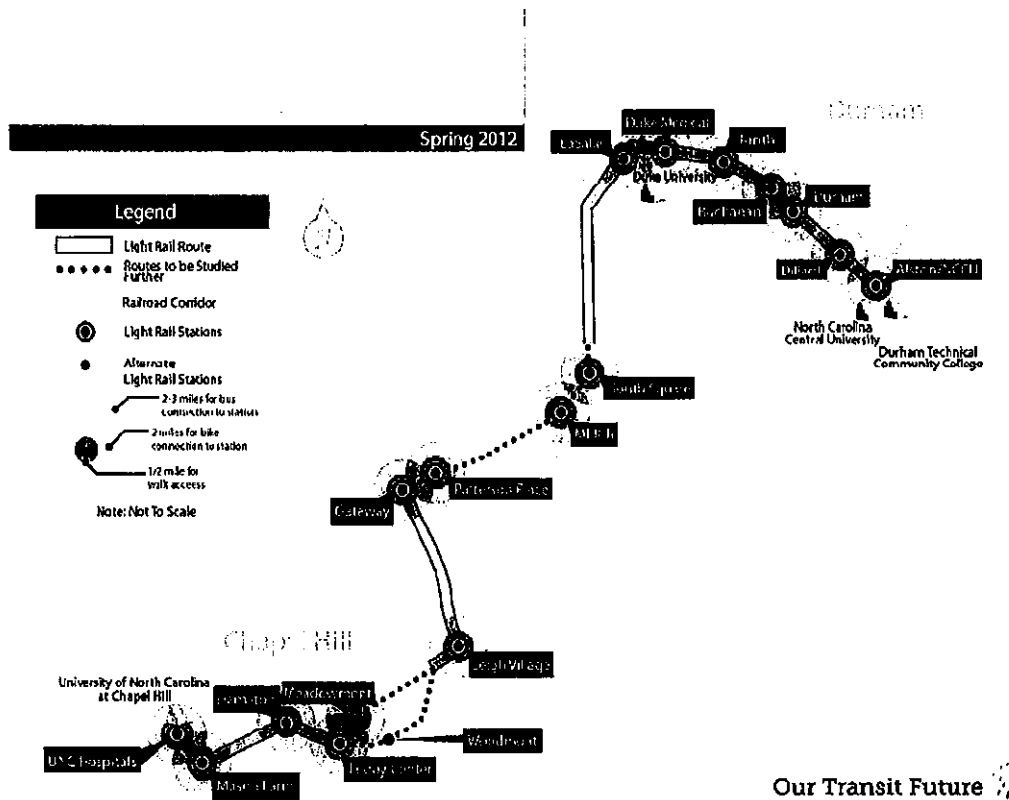 Spring 2012
Durham
Duke Medical
LaSalle
Ninth
Duke University
Buchanan
Durham
Dillard
Alston/NCCU
North Carolina
Central University
Durham Technical
Community College
Legend
Light Rail Route
Routes to be Studied
Further
Railroad Corridor
Light Rail Stations
Alternate
Light Rail Stations
2-3 miles for bus
connection to station
2 miles for bike
connection to station
1/2 mile for
walk access
Note: Not To Scale
South Square
Patterson Place
Gateway
Chapel Hill
Leigh Village
University of North Carolina
at Chapel Hill
Hamilton
Meadowmont
Woodmont
UNC Hospitals
Mason Farm
Friday Center
Our Transit Future